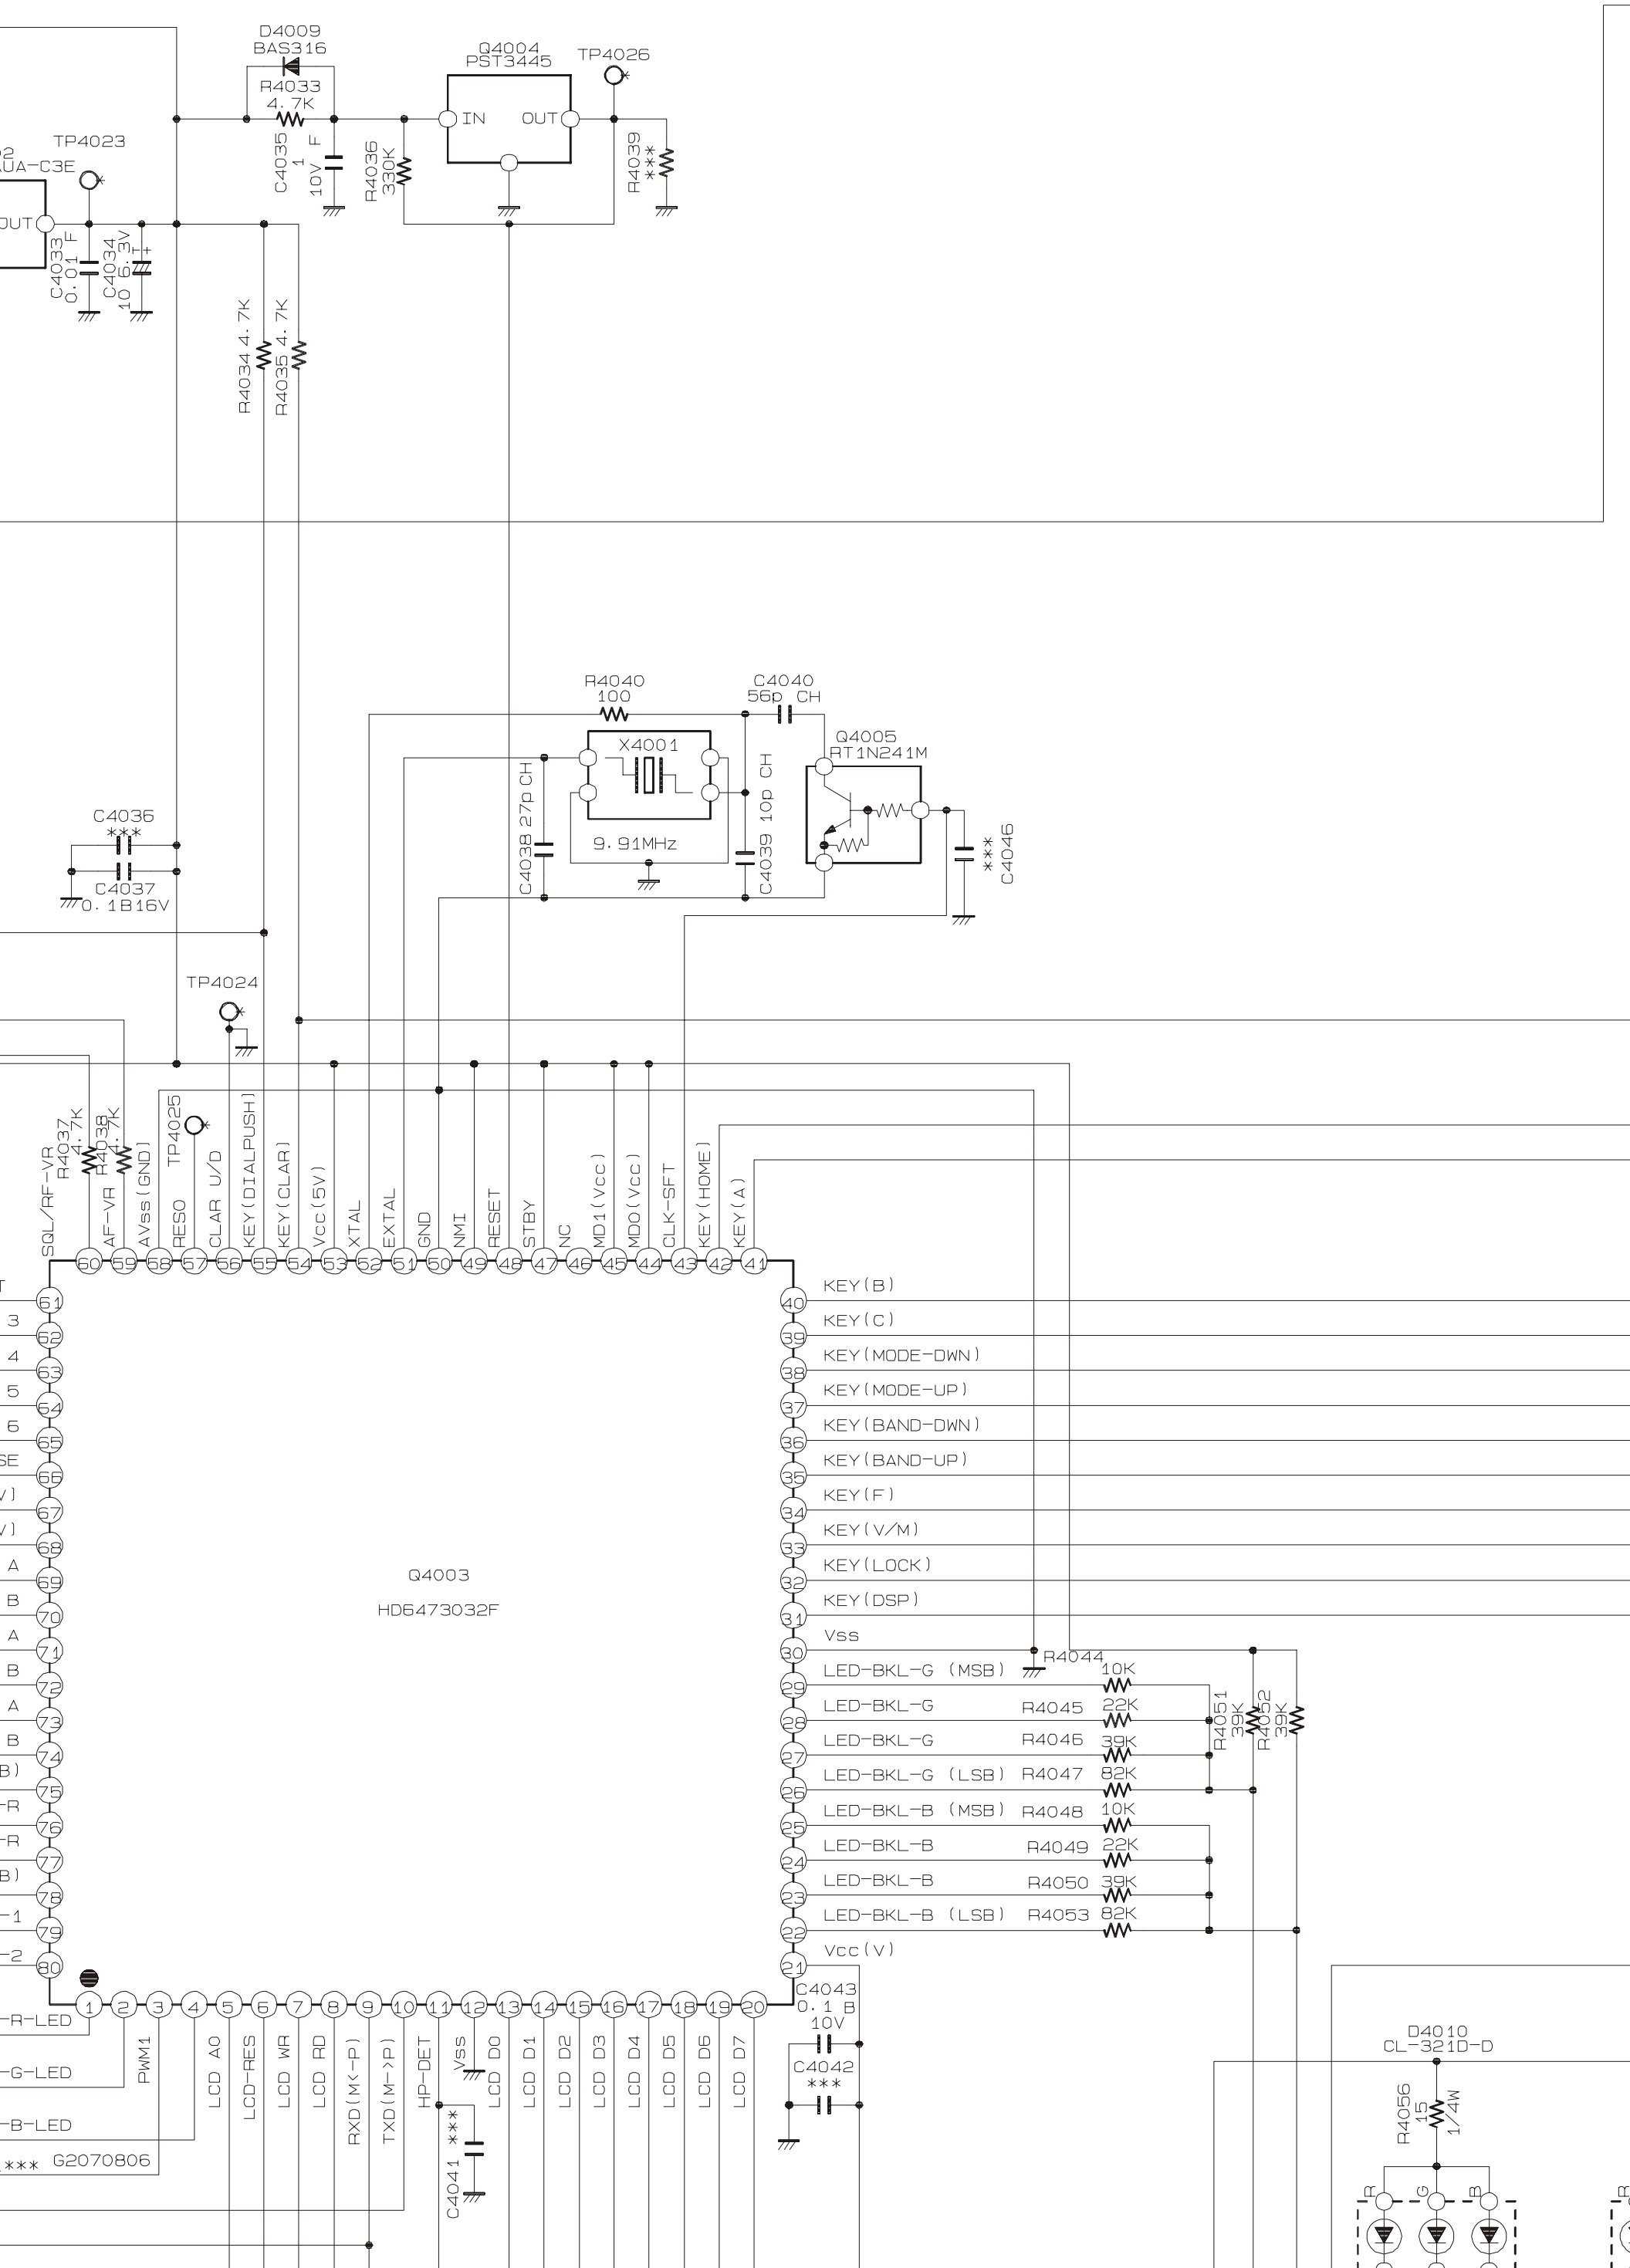 D4009
BAS316
R4033
4.7K
Q4004
PST3445
TP4026
IN
OUT
TP4023
UA-C3E
OUT
C4035
1
10V F
R4036
330K
R4039
***
C4033
0.01 F
C4034
10 6.3V
R4034 4.7K
R4035 4.7K
R4040
100
C4040
56p CH
X4001
9.91MHz
Q4005
RT1N241M
C4038 27p CH
C4039 10p CH
***
C4046
C4036
***
C4037
0.1B16V
TP4024
TP4025
R4037
4.7K
R4038
4.7K
SQL/RF-VR
AF-VR
AVss(GND)
RESO
CLAR U/D
KEY(DIALPUSH)
KEY(CLAR)
Vcc(5V)
XTAL
EXTAL
GND
NMI
RESET
STBY
NC
MD1(Vcc)
MD0(Vcc)
CLK-SFT
KEY(HOME)
KEY(A)
60 59 58 57 56 55 54 53 52 51 50 49 48 47 46 45 44 43 42 41
T
61
3
62
4
63
5
64
6
65
SE
66
V)
67
V)
68
A
69
B
70
A
71
B
72
A
73
B
74
B)
75
-R
76
-R
77
B)
78
-1
79
-2
80
Q4003
HD6473032F
40 KEY(B)
39 KEY(C)
38 KEY(MODE-DWN)
37 KEY(MODE-UP)
36 KEY(BAND-DWN)
35 KEY(BAND-UP)
34 KEY(F)
33 KEY(V/M)
32 KEY(LOCK)
31 KEY(DSP)
30 Vss
29 LED-BKL-G (MSB) R4044 10K
28 LED-BKL-G R4045 22K
27 LED-BKL-G R4046 39K
26 LED-BKL-G (LSB) R4047 82K
25 LED-BKL-B (MSB) R4048 10K
24 LED-BKL-B R4049 22K
23 LED-BKL-B R4050 39K
22 LED-BKL-B (LSB) R4053 82K
21 Vcc(V)
R4051
39K
R4052
39K
1 2 3 4 5 6 7 8 9 10 11 12 13 14 15 16 17 18 19 20
-R-LED
-G-LED
-B-LED
*** G2070806
PWM1
LCD A0
LCD-RES
LCD WR
LCD RD
RXD(M<-P)
TXD(M->P)
HP-DET
Vss
LCD D0
LCD D1
LCD D2
LCD D3
LCD D4
LCD D5
LCD D6
LCD D7
C4041 ***
C4043
0.1 B
10V
C4042
***
D4010
CL-321D-D
R4056
15
1/4W
R
G
B
R